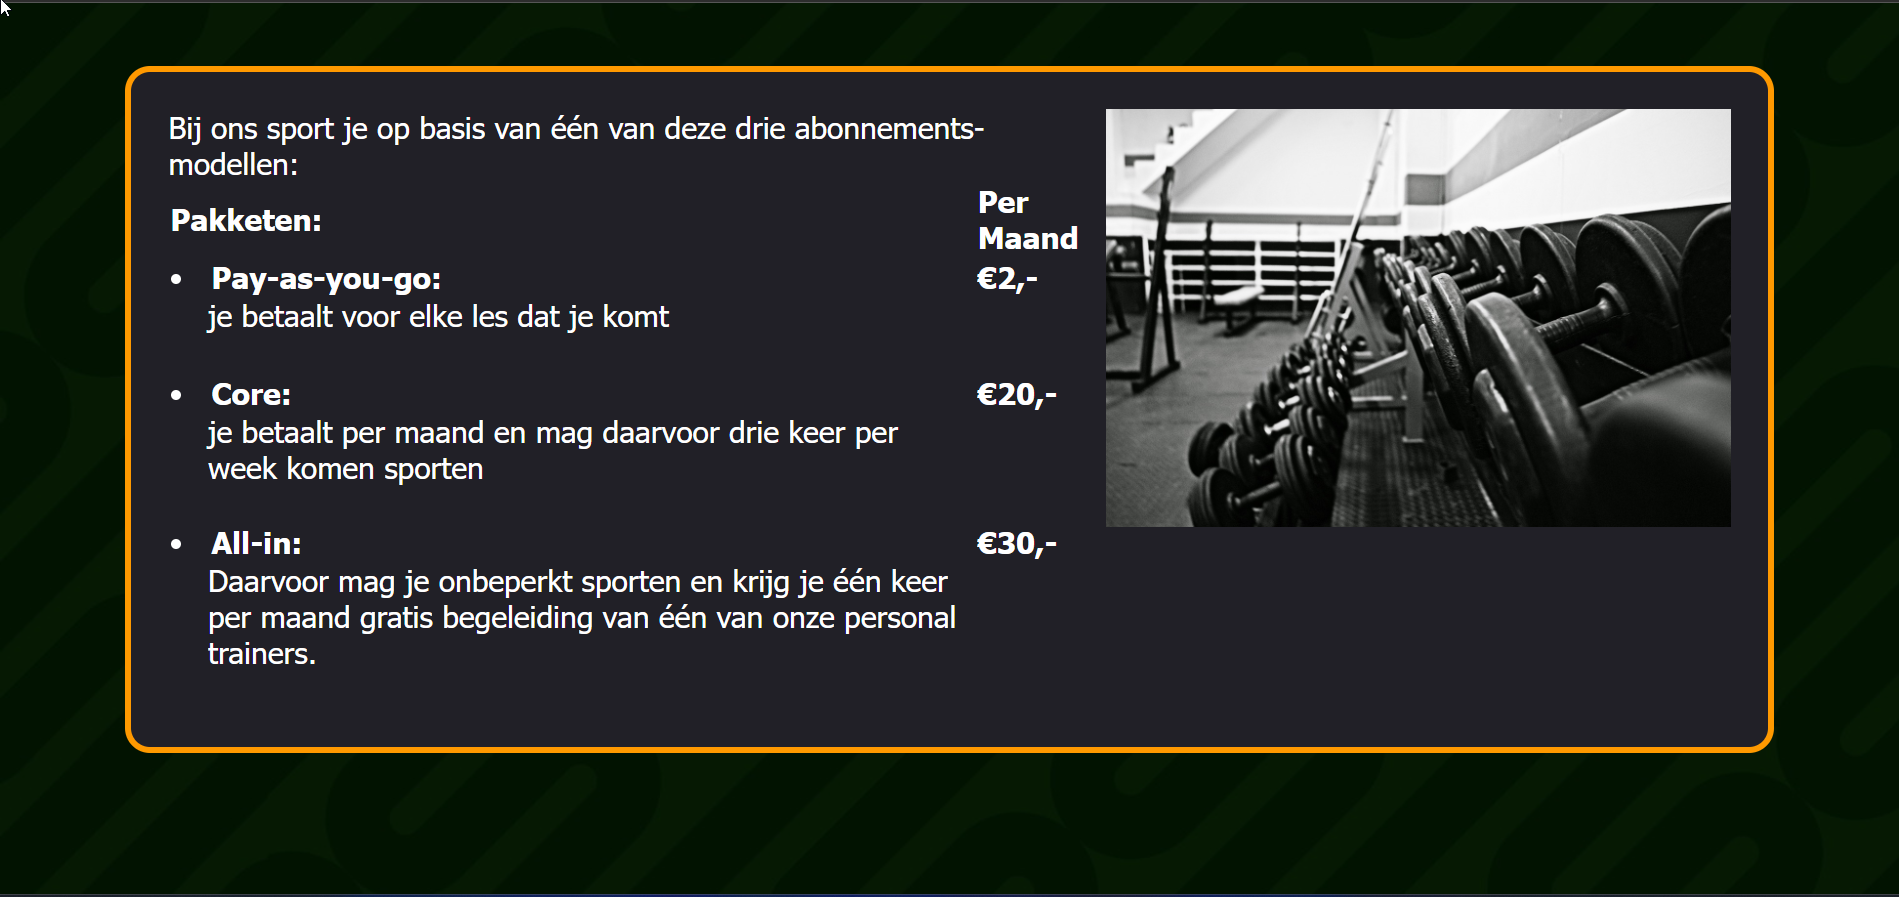 Bij ons sport je op basis van één van deze drie abonnements-
modellen:
Pakketen:
Per
Maand
• Pay-as-you-go:
€2,-
je betaalt voor elke les dat je komt
• Core:
€20,-
je betaalt per maand en mag daarvoor drie keer per
week komen sporten
• All-in:
€30,-
Daarvoor mag je onbeperkt sporten en krijg je één keer
per maand gratis begeleiding van één van onze personal
trainers.